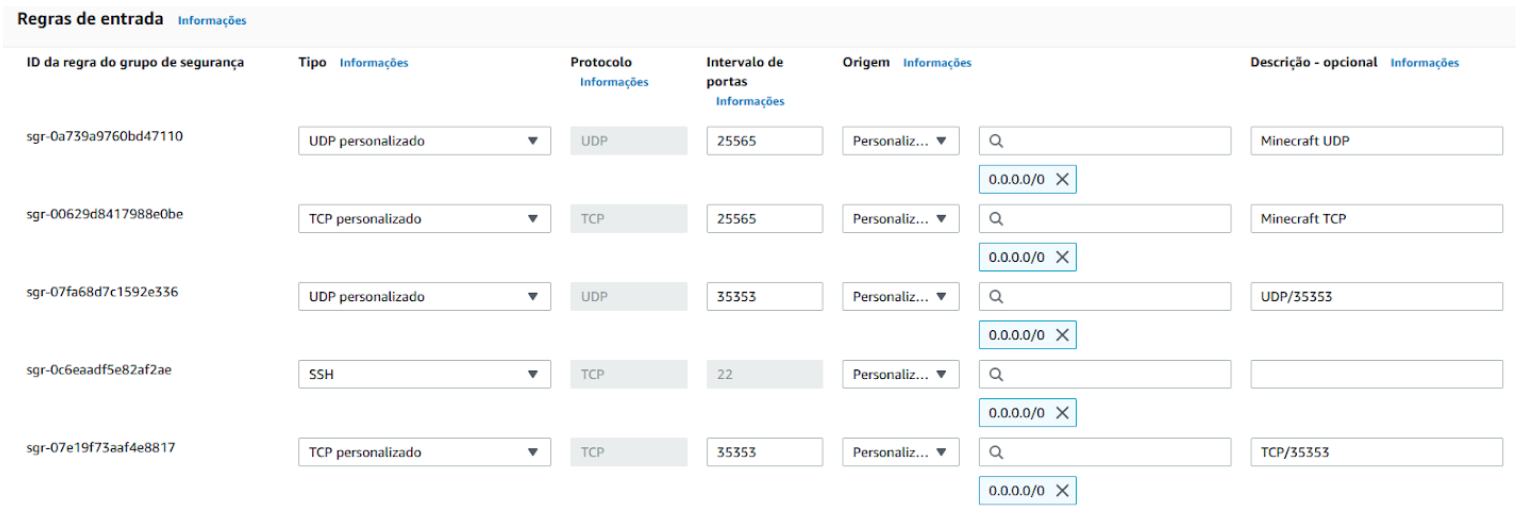 Regras de entrada Informações
ID da regra do grupo de segurança Tipo Informações Protocolo Informações Intervalo de portas Informações Origem Informações Descrição - opcional Informações
sgr-0a739a9760bd47110 UDP personalizado UDP 25565 Personaliz... Minecraft UDP
0.0.0.0/0
sgr-00629d8417988e0be TCP personalizado TCP 25565 Personaliz... Minecraft TCP
0.0.0.0/0
sgr-07fa68d7c1592e336 UDP personalizado UDP 35353 Personaliz... UDP/35353
0.0.0.0/0
sgr-0c6eaadf5e82af2ae SSH TCP 22 Personaliz...
0.0.0.0/0
sgr-07e19f73aaf4e8817 TCP personalizado TCP 35353 Personaliz... TCP/35353
0.0.0.0/0